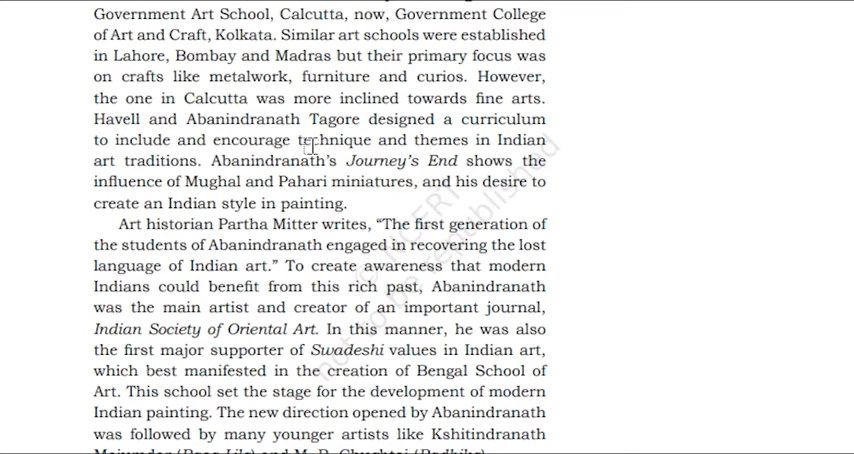 Government Art School, Calcutta, now, Government College
of Art and Craft, Kolkata. Similar art schools were established
in Lahore, Bombay and Madras but their primary focus was
on crafts like metalwork, furniture and curios. However,
the one in Calcutta was more inclined towards fine arts.
Havell and Abanindranath Tagore designed a curriculum
to include and encourage technique and themes in Indian
art traditions. Abanindranath's Journey's End shows the
influence of Mughal and Pahari miniatures, and his desire to
create an Indian style in painting.
Art historian Partha Mitter writes, “The first generation of
the students of Abanindranath engaged in recovering the lost
language of Indian art.” To create awareness that modern
Indians could benefit from this rich past, Abanindranath
was the main artist and creator of an important journal,
Indian Society of Oriental Art. In this manner, he was also
the first major supporter of Swadeshi values in Indian art,
which best manifested in the creation of Bengal School of
Art. This school set the stage for the development of modern
Indian painting. The new direction opened by Abanindranath
was followed by many younger artists like Kshitindranath
© NCERT
not to be republished